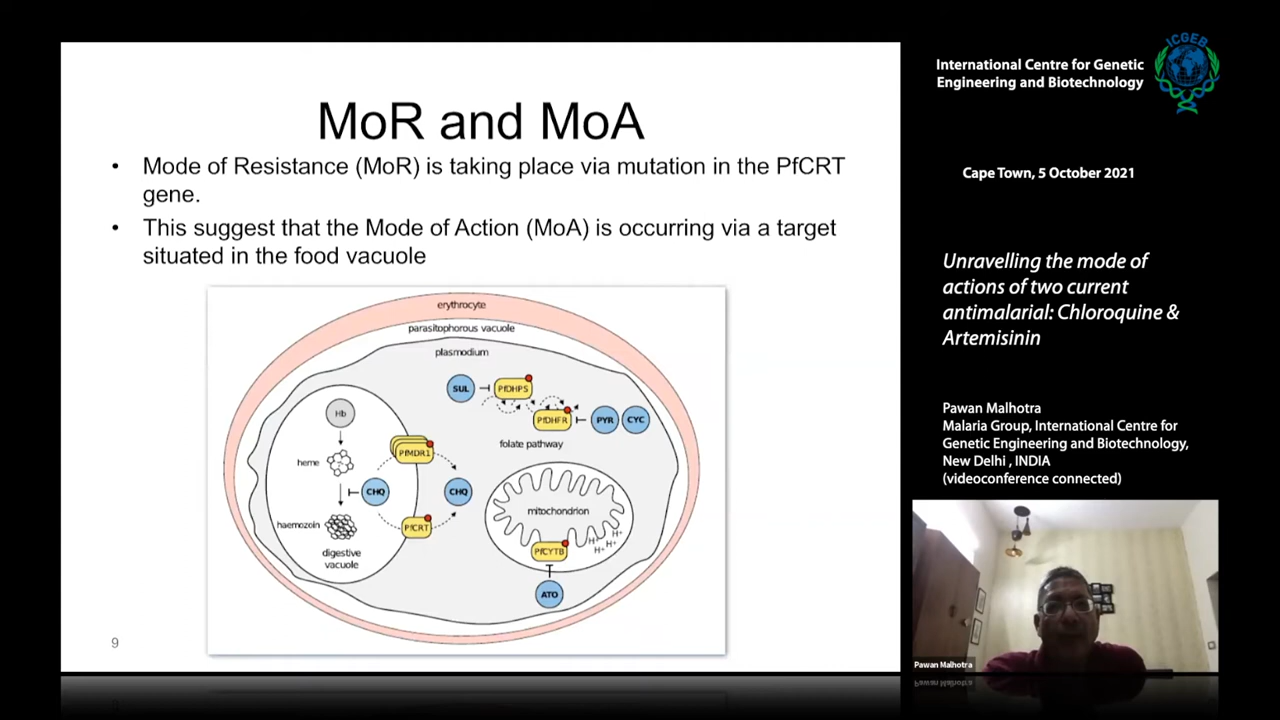 MoR and MoA
• Mode of Resistance (MoR) is taking place via mutation in the PfCRT
gene.
• This suggest that the Mode of Action (MoA) is occurring via a target
situated in the food vacuole
erythrocyte
parasitophorous vacuole
plasmodium
SUL
PfDHPS
Hb
PfDHFR
PYR
CYC
folate pathway
PfMDR1
heme
CHQ
CHQ
mitochondrion
haemozoin
PfCRT
H+
H+
H+
H+
digestive
vacuole
PfCYTB
ATO
9
ICGEB
International Centre for Genetic
Engineering and Biotechnology
Cape Town, 5 October 2021
Unravelling the mode of
actions of two current
antimalarial: Chloroquine &
Artemisinin
Pawan Malhotra
Malaria Group, International Centre for
Genetic Engineering and Biotechnology,
New Delhi , INDIA
(videoconference connected)
Pawan Malhotra